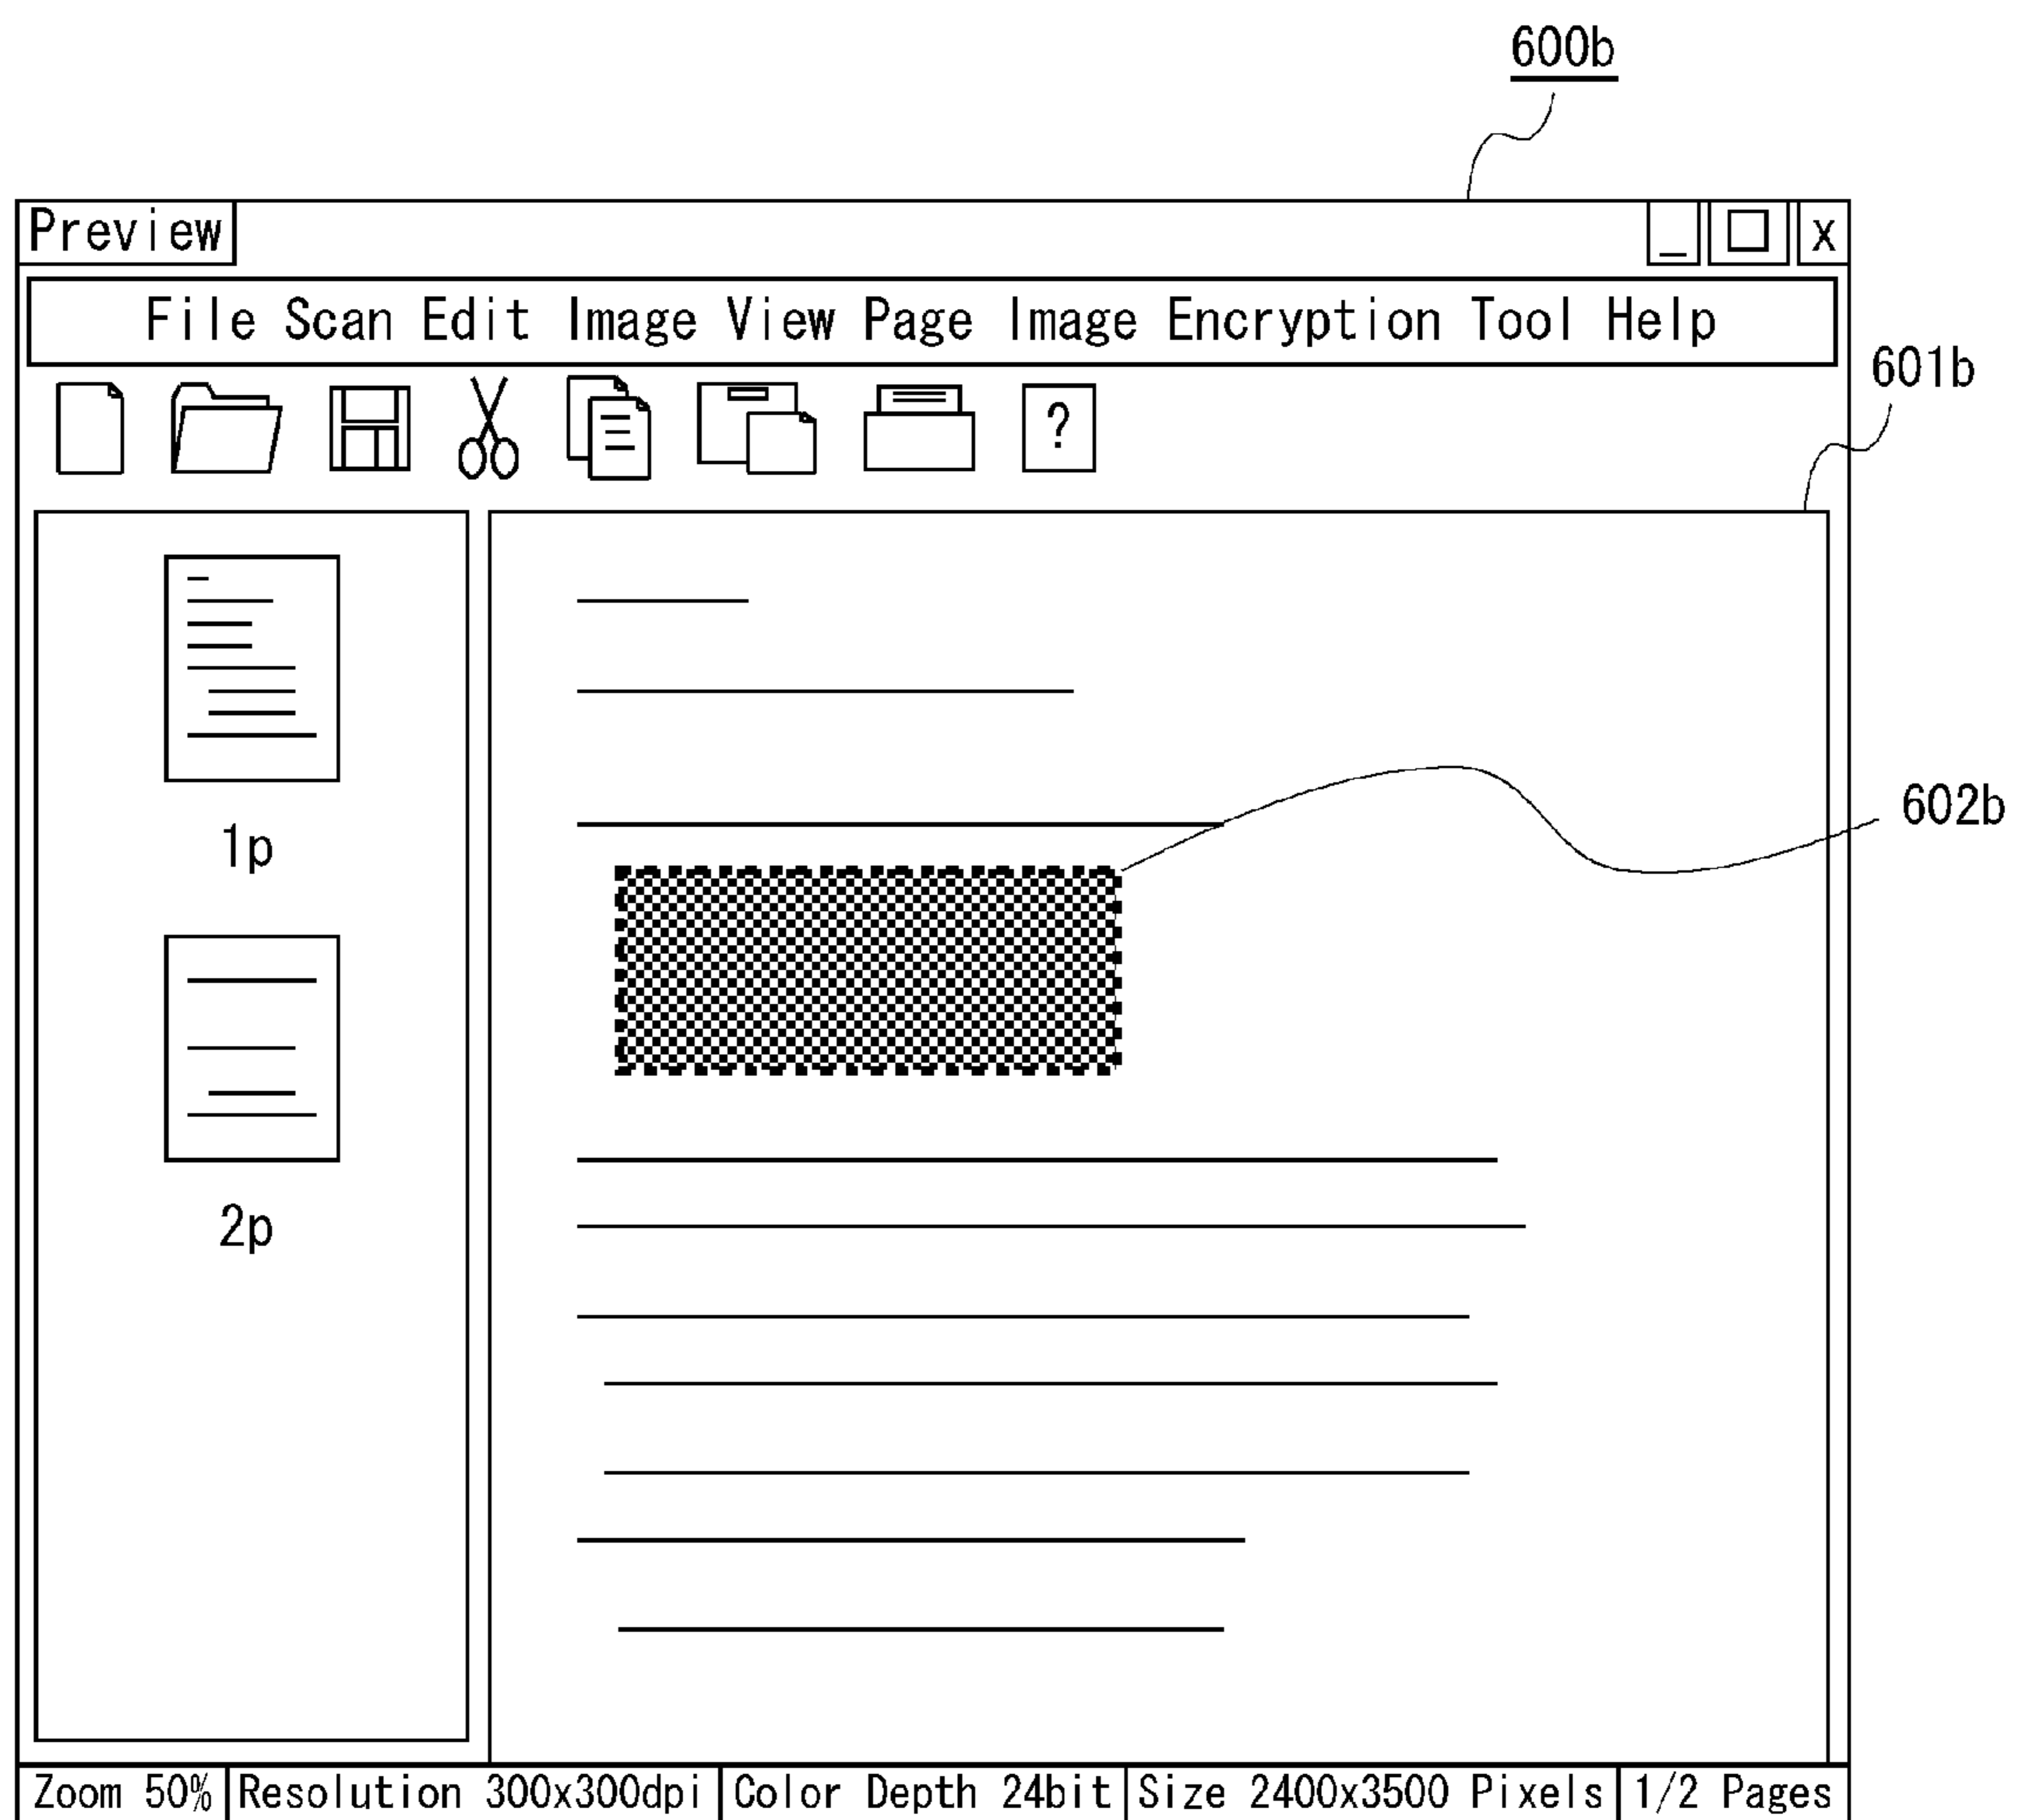 600b
Preview _ □ x
File Scan Edit Image View Page Image Encryption Tool Help
601b
?
602b
1p
2p
Zoom 50% Resolution 300x300dpi Color Depth 24bit Size 2400x3500 Pixels 1/2 Pages